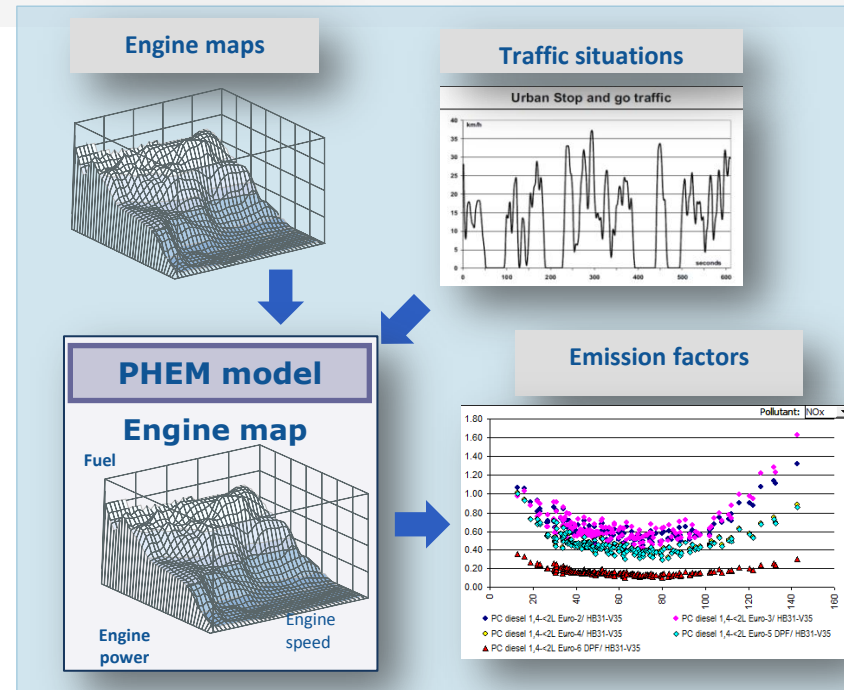 Engine maps
Traffic situations
Urban Stop and go traffic
km/h
40
35
30
25
20
15
10
5
0
0 100 200 300 400 500 600
seconds
PHEM model
Engine map
Fuel
Engine
speed
Engine
power
Emission factors
Pollutant: NOx
1.80
1.60
1.40
1.20
1.00
0.80
0.60
0.40
0.20
0.00
0 20 40 60 80 100 120 140 160
PC diesel 1,4-<2L Euro-2/ HB31-V35 PC diesel 1,4-<2L Euro-3/ HB31-V35
PC diesel 1,4-<2L Euro-4/ HB31-V35 PC diesel 1,4-<2L Euro-5 DPF/ HB31-V35
PC diesel 1,4-<2L Euro-6 DPF/ HB31-V35